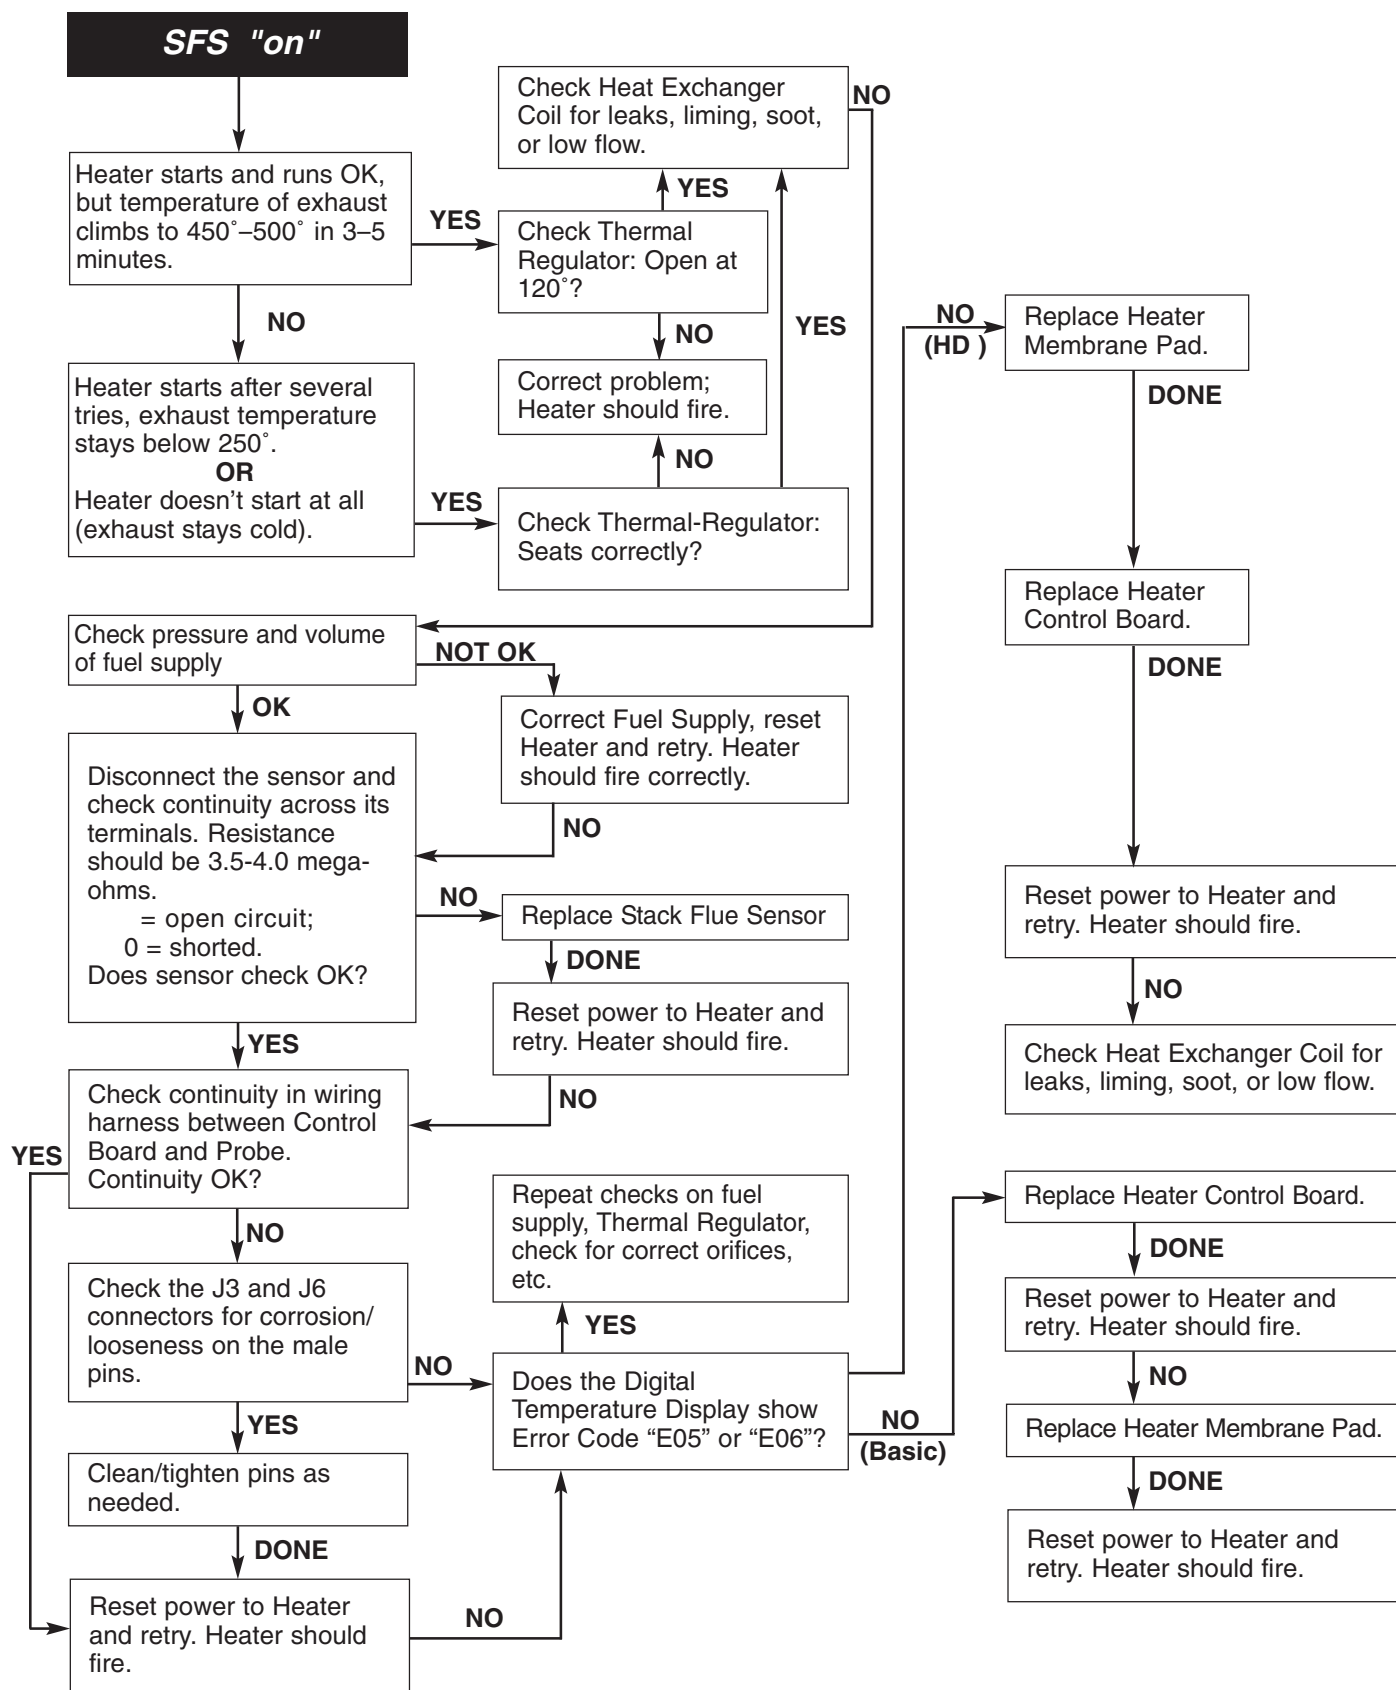 SFS "on"
Heater starts and runs OK,
but temperature of exhaust
climbs to 450˚–500˚ in 3–5
minutes.
YES
NO
Check Heat Exchanger
Coil for leaks, liming, soot,
or low flow.
NO
YES
Check Thermal
Regulator: Open at
120˚?
NO
YES
Correct problem;
Heater should fire.
NO
Heater starts after several
tries, exhaust temperature
stays below 250˚.
OR
Heater doesn't start at all
(exhaust stays cold).
YES
Check Thermal-Regulator:
Seats correctly?
Check pressure and volume
of fuel supply
NOT OK
OK
Correct Fuel Supply, reset
Heater and retry. Heater
should fire correctly.
NO
Disconnect the sensor and
check continuity across its
terminals. Resistance
should be 3.5-4.0 mega-
ohms.
= open circuit;
0 = shorted.
Does sensor check OK?
NO
YES
Replace Stack Flue Sensor
DONE
Reset power to Heater and
retry. Heater should fire.
NO
Check continuity in wiring
harness between Control
Board and Probe.
Continuity OK?
YES
NO
Check the J3 and J6
connectors for corrosion/
looseness on the male
pins.
NO
YES
Clean/tighten pins as
needed.
DONE
Reset power to Heater
and retry. Heater should
fire.
NO
Repeat checks on fuel
supply, Thermal Regulator,
check for correct orifices,
etc.
YES
Does the Digital
Temperature Display show
Error Code “E05” or “E06”?
NO
(HD )
NO
(Basic)
Replace Heater
Membrane Pad.
DONE
Replace Heater
Control Board.
DONE
Reset power to Heater and
retry. Heater should fire.
NO
Check Heat Exchanger Coil for
leaks, liming, soot, or low flow.
Replace Heater Control Board.
DONE
Reset power to Heater and
retry. Heater should fire.
NO
Replace Heater Membrane Pad.
DONE
Reset power to Heater and
retry. Heater should fire.